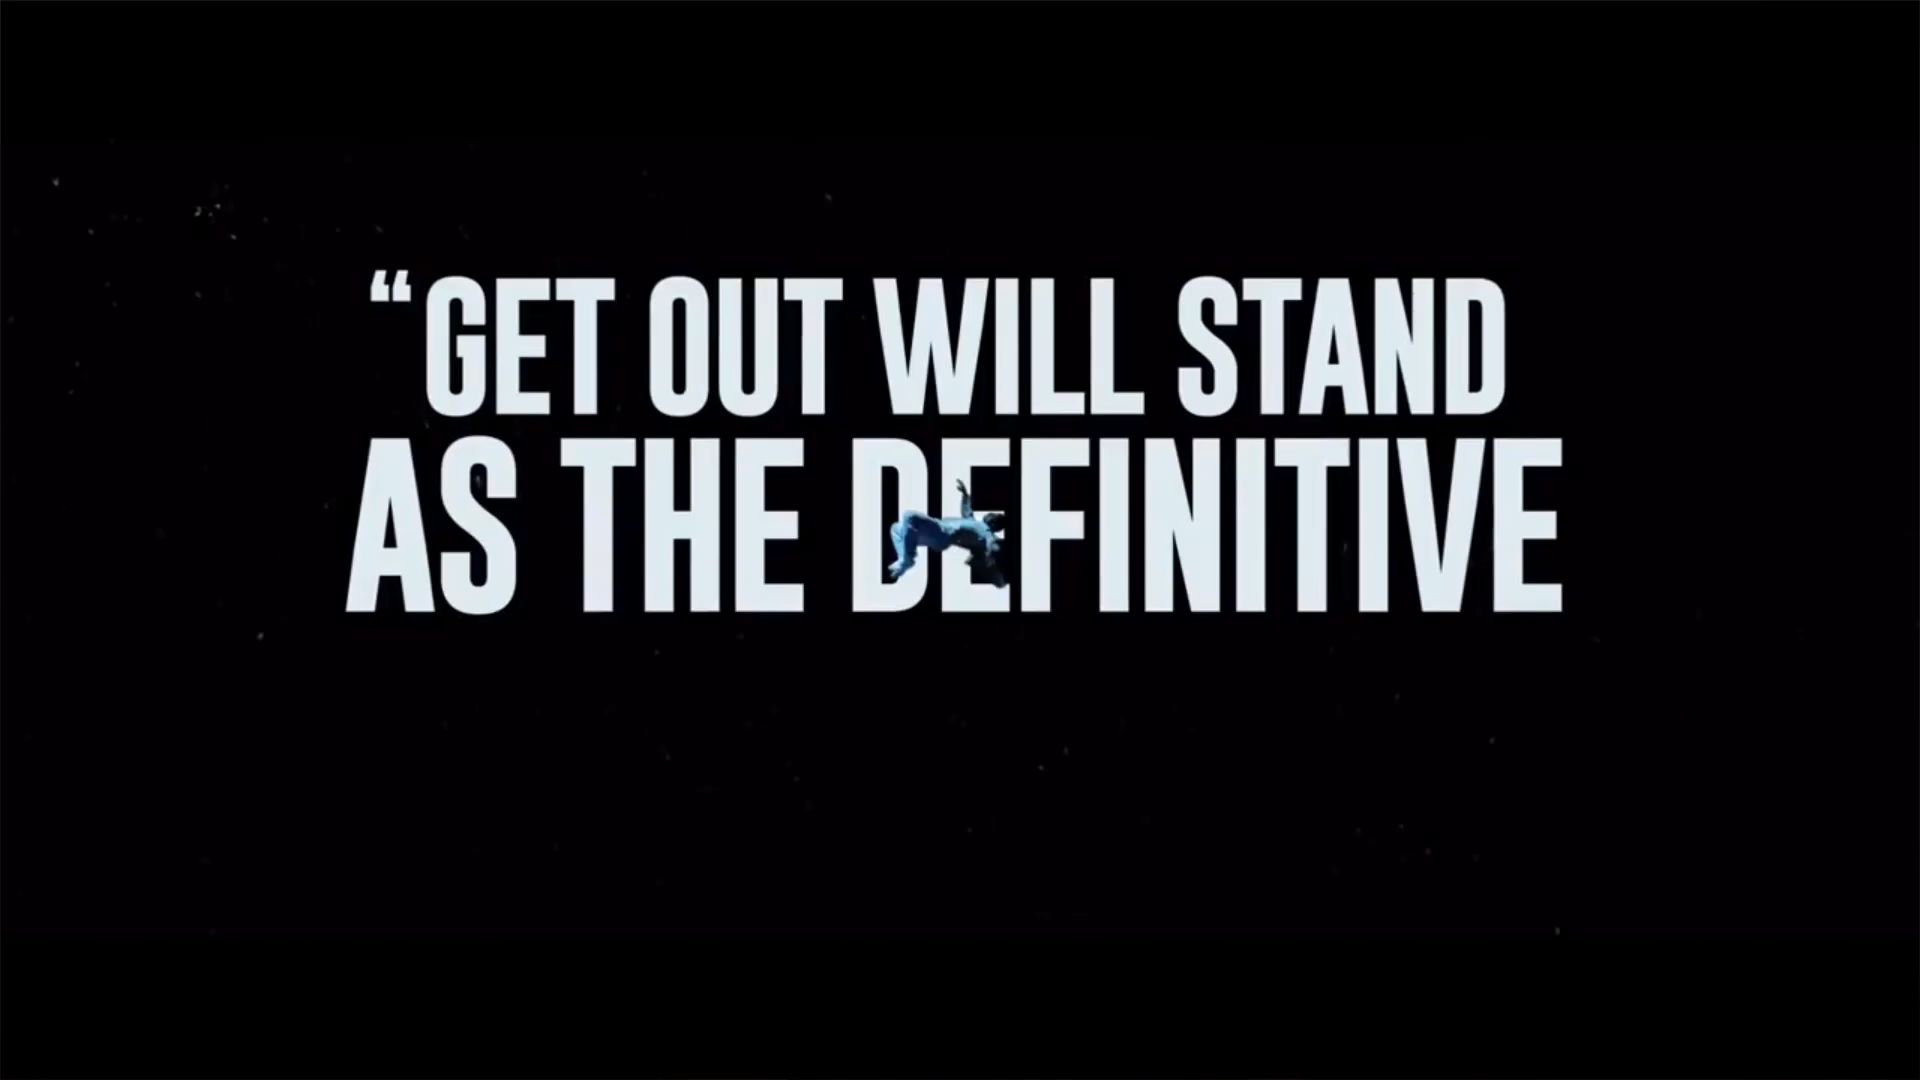 “GET OUT WILL STAND
AS THE DEFINITIVE